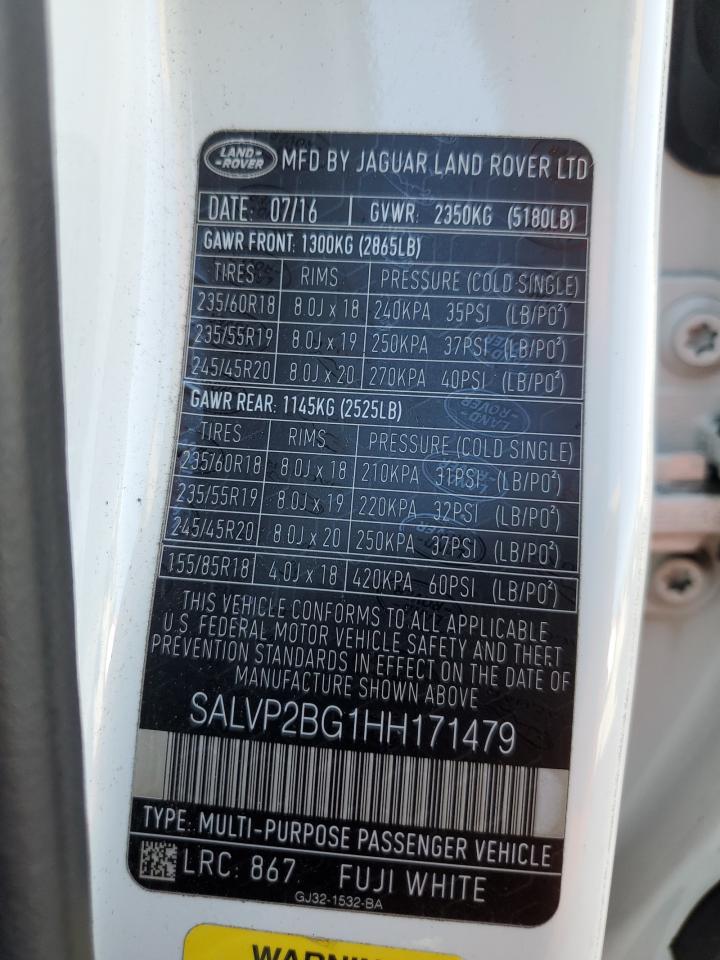 LAND-ROVER MFD BY JAGUAR LAND ROVER LTD
DATE: 07/16 GVWR: 2350KG (5180LB)
GAWR FRONT: 1300KG (2865LB)
TIRES RIMS PRESSURE (COLD SINGLE)
235/60R18 8.0J x 18 240KPA 35PSI (LB/PO²)
235/55R19 8.0J x 19 250KPA 37PSI (LB/PO²)
245/45R20 8.0J x 20 270KPA 40PSI (LB/PO²)
GAWR REAR: 1145KG (2525LB)
TIRES RIMS PRESSURE (COLD SINGLE)
235/60R18 8.0J x 18 210KPA 31PSI (LB/PO²)
235/55R19 8.0J x 19 220KPA 32PSI (LB/PO²)
245/45R20 8.0J x 20 250KPA 37PSI (LB/PO²)
155/85R18 4.0J x 18 420KPA 60PSI (LB/PO²)
THIS VEHICLE CONFORMS TO ALL APPLICABLE
U.S. FEDERAL MOTOR VEHICLE SAFETY AND THEFT
PREVENTION STANDARDS IN EFFECT ON THE DATE OF
MANUFACTURE SHOWN ABOVE
SALVP2BG1HH171479
TYPE: MULTI-PURPOSE PASSENGER VEHICLE
LRC: 867 FUJI WHITE
GJ32-1532-BA
WARNING